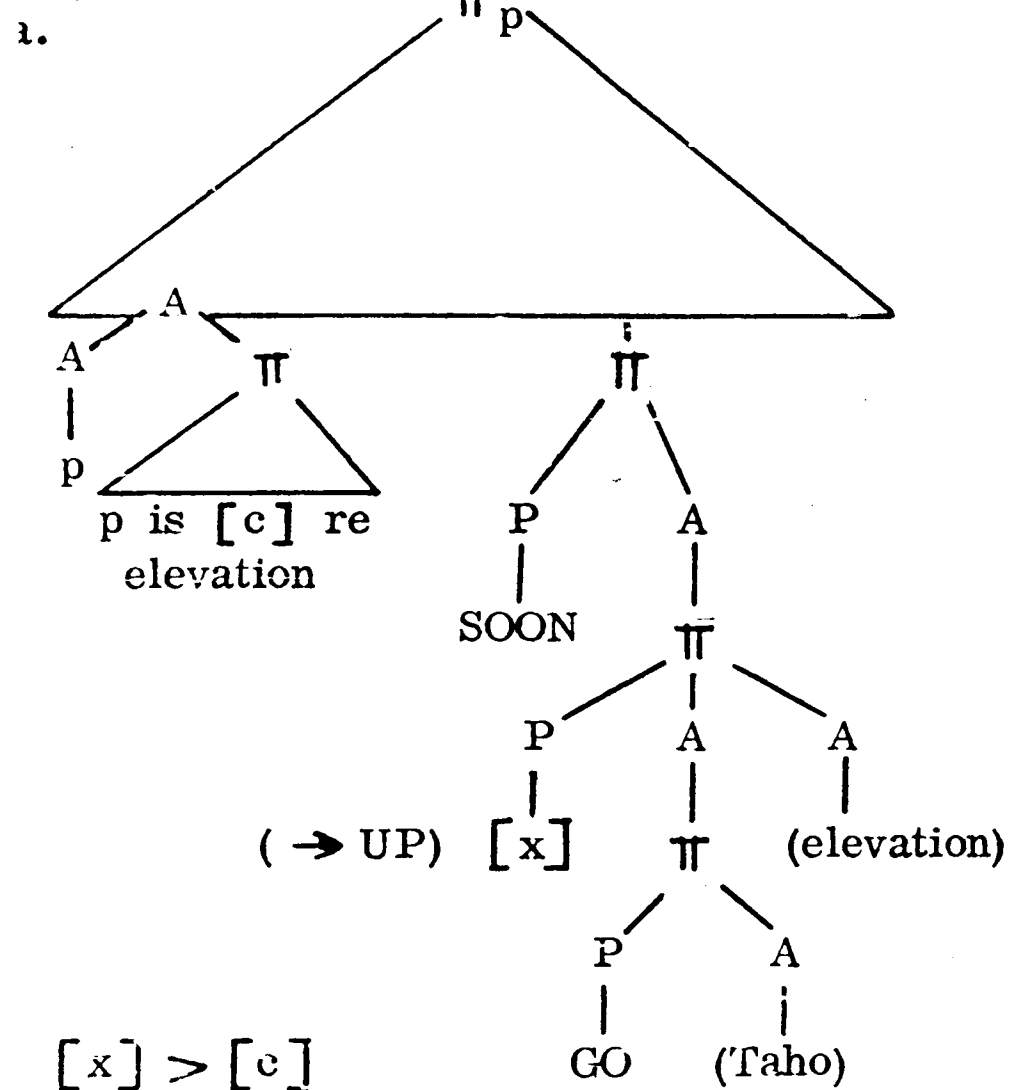 π p
A
A π π
p
p is [c] re P A
elevation
SOON π
P A A
(→ UP) [x] π (elevation)
P A
[x] > [c] GO (Taho)